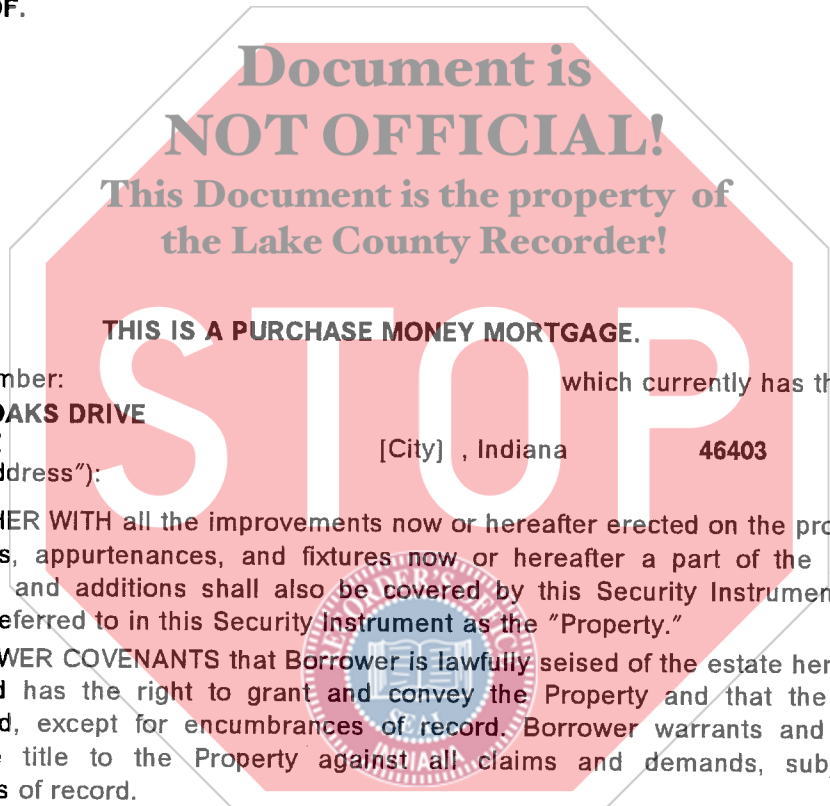 OF.
Document is
NOT OFFICIAL!
This Document is the property of
the Lake County Recorder!
STOP
THIS IS A PURCHASE MONEY MORTGAGE.
mber: which currently has th
OAKS DRIVE
[City] , Indiana 46403
ddress"):
HER WITH all the improvements now or hereafter erected on the pro
s, appurtenances, and fixtures now or hereafter a part of the
and additions shall also be covered by this Security Instrumen
eferred to in this Security Instrument as the "Property."
WER COVENANTS that Borrower is lawfully seised of the estate her
d has the right to grant and convey the Property and that the
d, except for encumbrances of record. Borrower warrants and
e title to the Property against all claims and demands, sub
s of record.
RECORDER'S OFFICE
SEAL
INDIANA